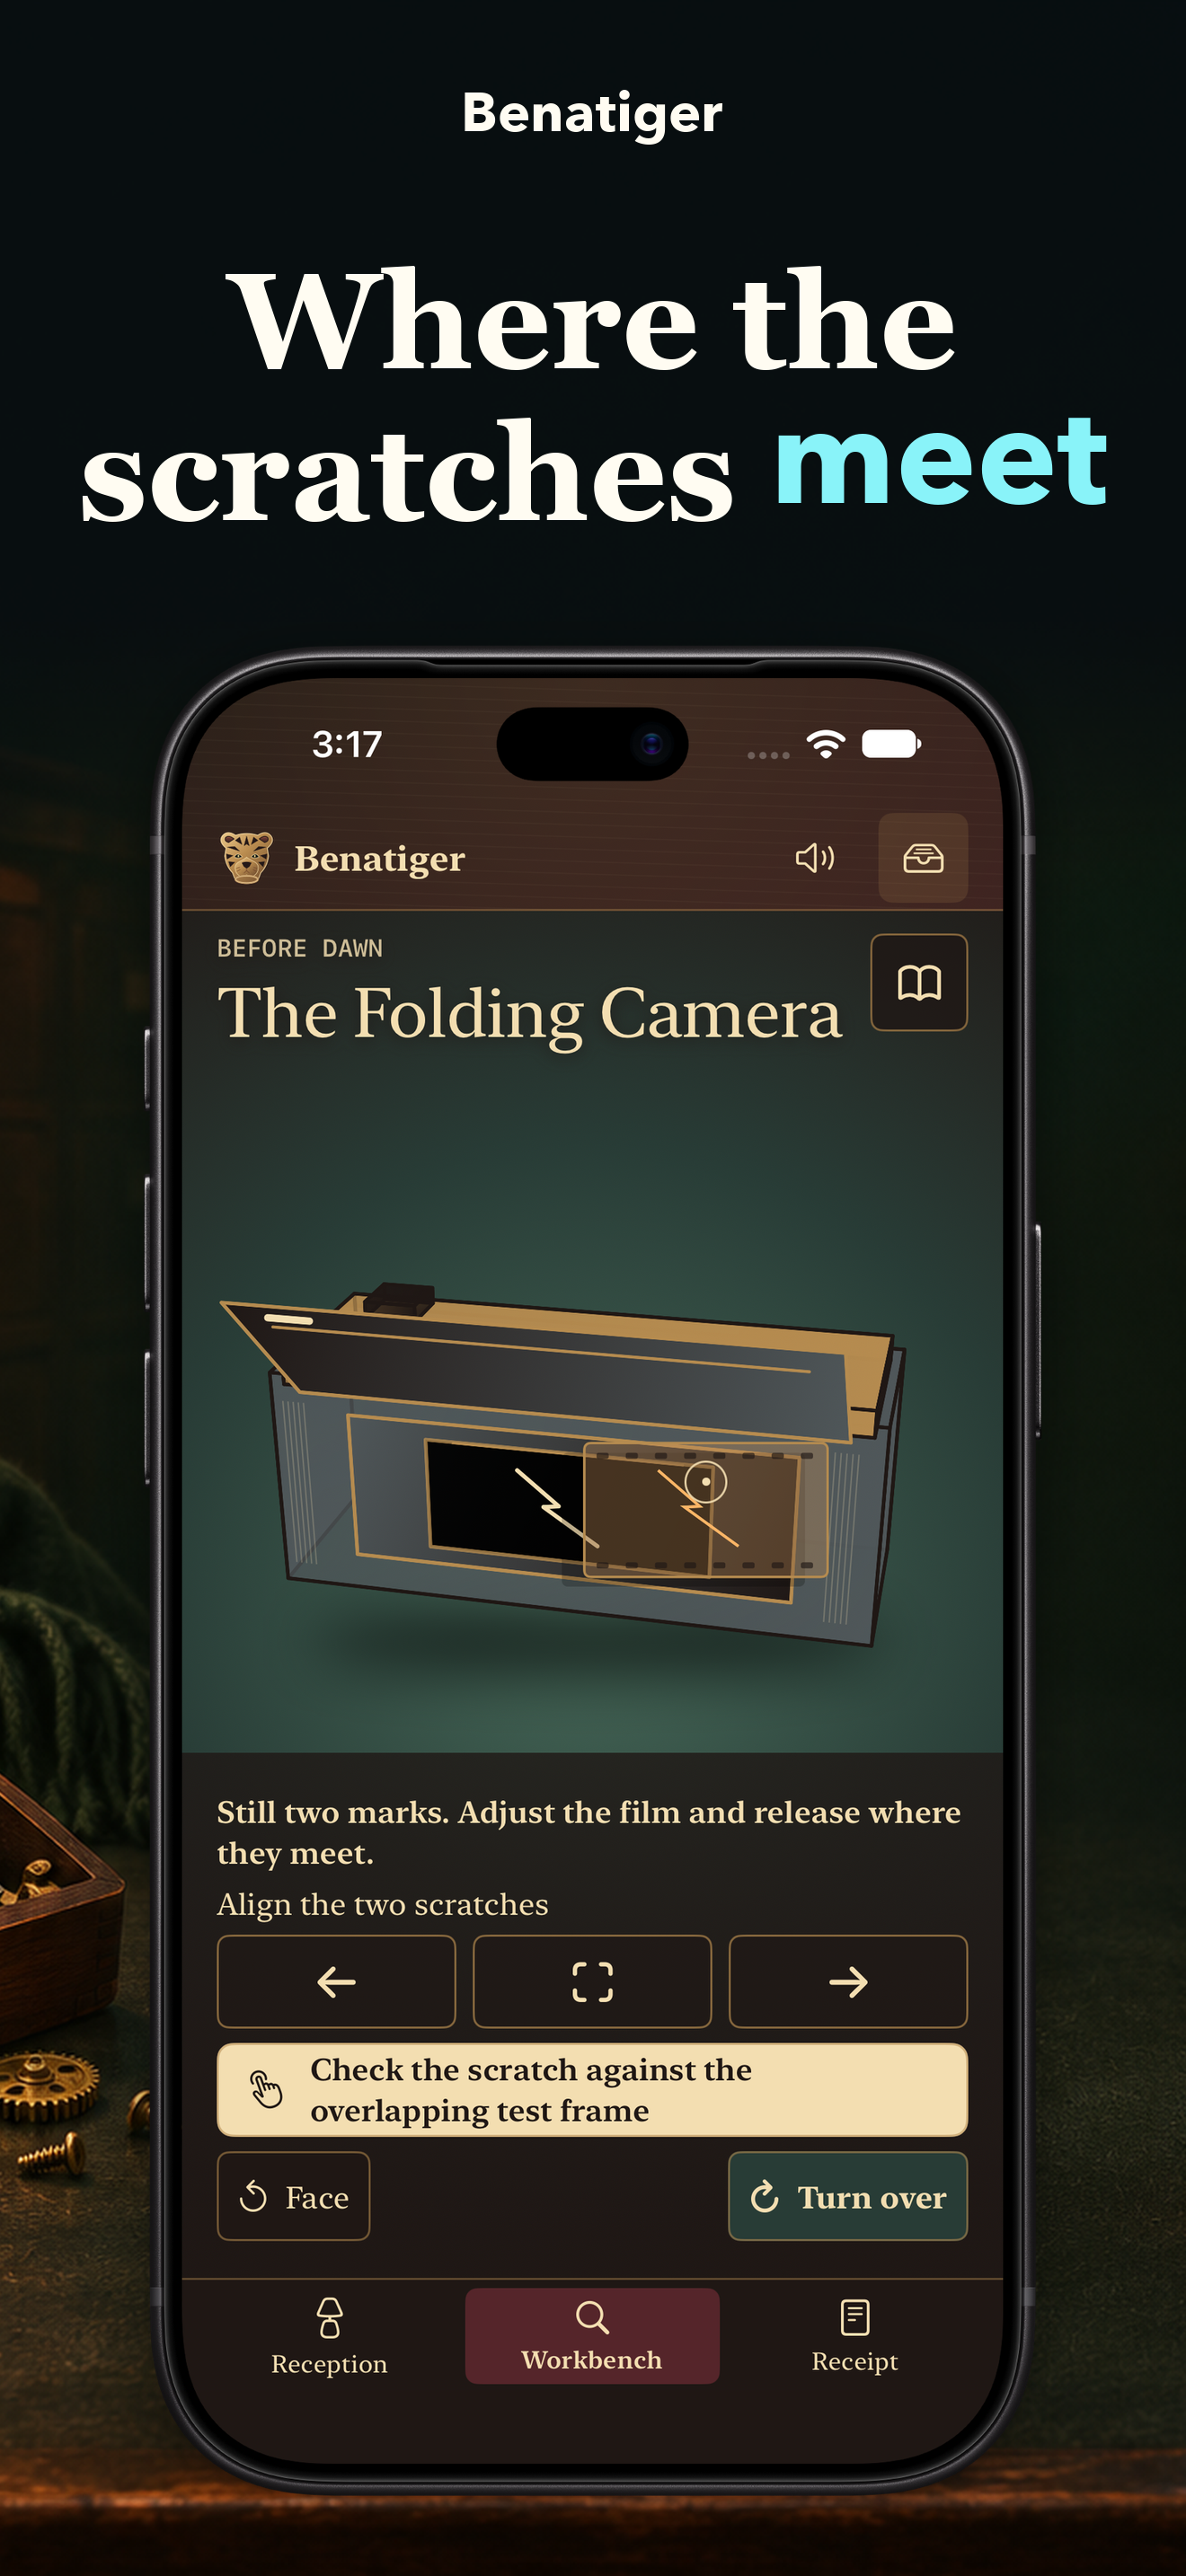 Benatiger
Where the
scratches meet
3:17
Benatiger
BEFORE DAWN
The Folding Camera
Still two marks. Adjust the film and release where
they meet.
Align the two scratches
Check the scratch against the
overlapping test frame
Face
Turn over
Reception
Workbench
Receipt